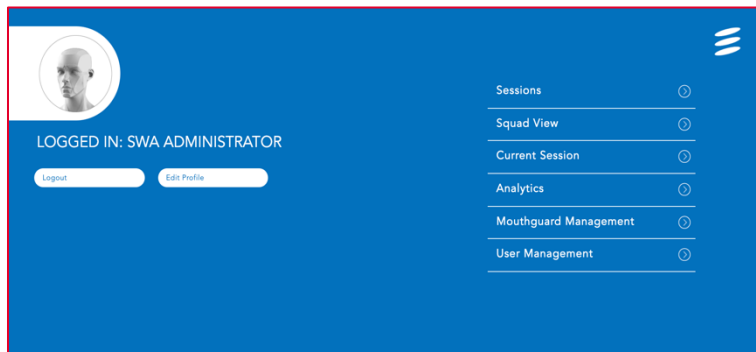 LOGGED IN: SWA ADMINISTRATOR
Logout
Edit Profile
Sessions
Squad View
Current Session
Analytics
Mouthguard Management
User Management